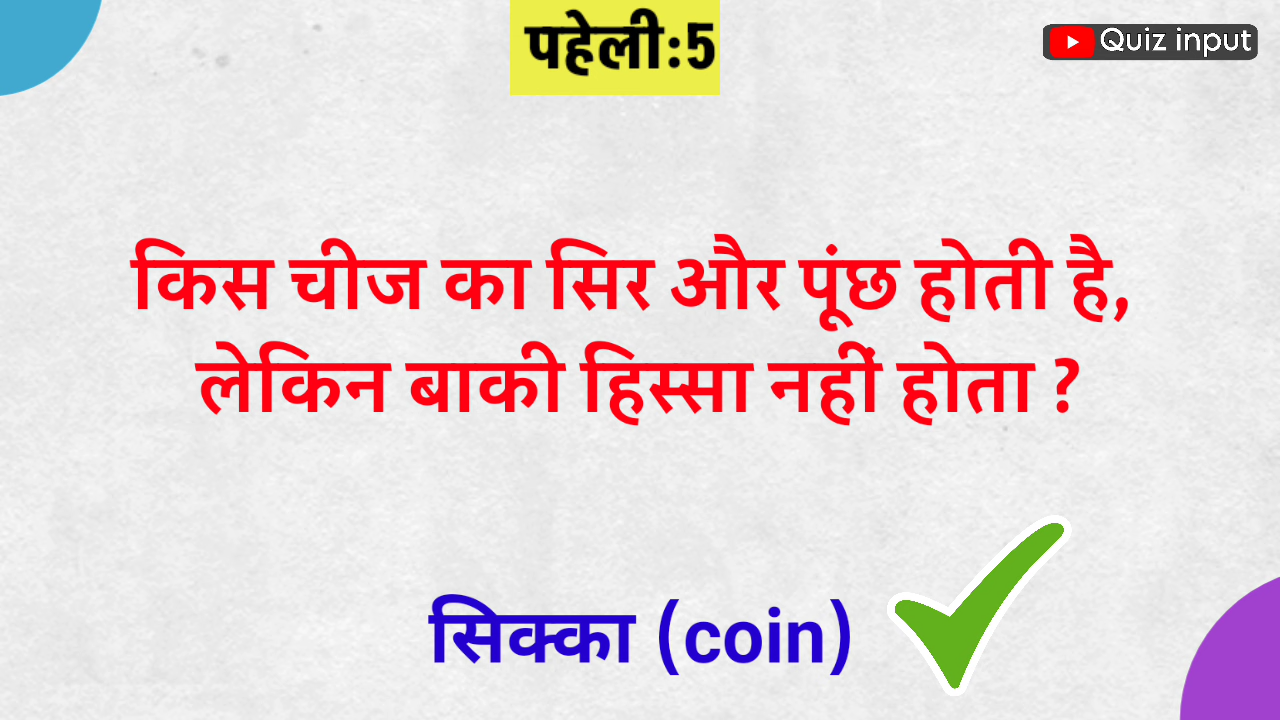 पहेली:5
Quiz input
किस चीज का सिर और पूंछ होती है,
लेकिन बाकी हिस्सा नहीं होता ?
सिक्का (coin)